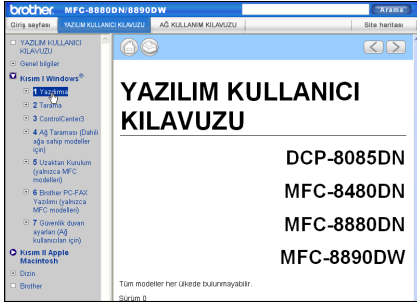 brother. MFC-8880DN/8890DW
Arama
Giriş sayfası YAZILIM KULLANICI KILAVUZU AĞ KULLANIM KILAVUZU Site haritası
YAZILIM KULLANICI
KILAVUZU
Genel bilgiler
Kısım I Windows®
1 Yazdırma
2 Tarama
3 ControlCenter3
4 Ağ Taraması (Dahili
ağa sahip modeller
için)
5 Uzaktan Kurulum
(yalnızca MFC
modelleri)
6 Brother PC-FAX
Yazılımı (yalnızca
MFC modelleri)
7 Güvenlik duvarı
ayarları (Ağ
kullanıcıları için)
Kısım II Apple
Macintosh
Dizin
Brother
YAZILIM KULLANICI
KILAVUZU
DCP-8085DN
MFC-8480DN
MFC-8880DN
MFC-8890DW
Tüm modeller her ülkede bulunmayabilir.
Sürüm 0